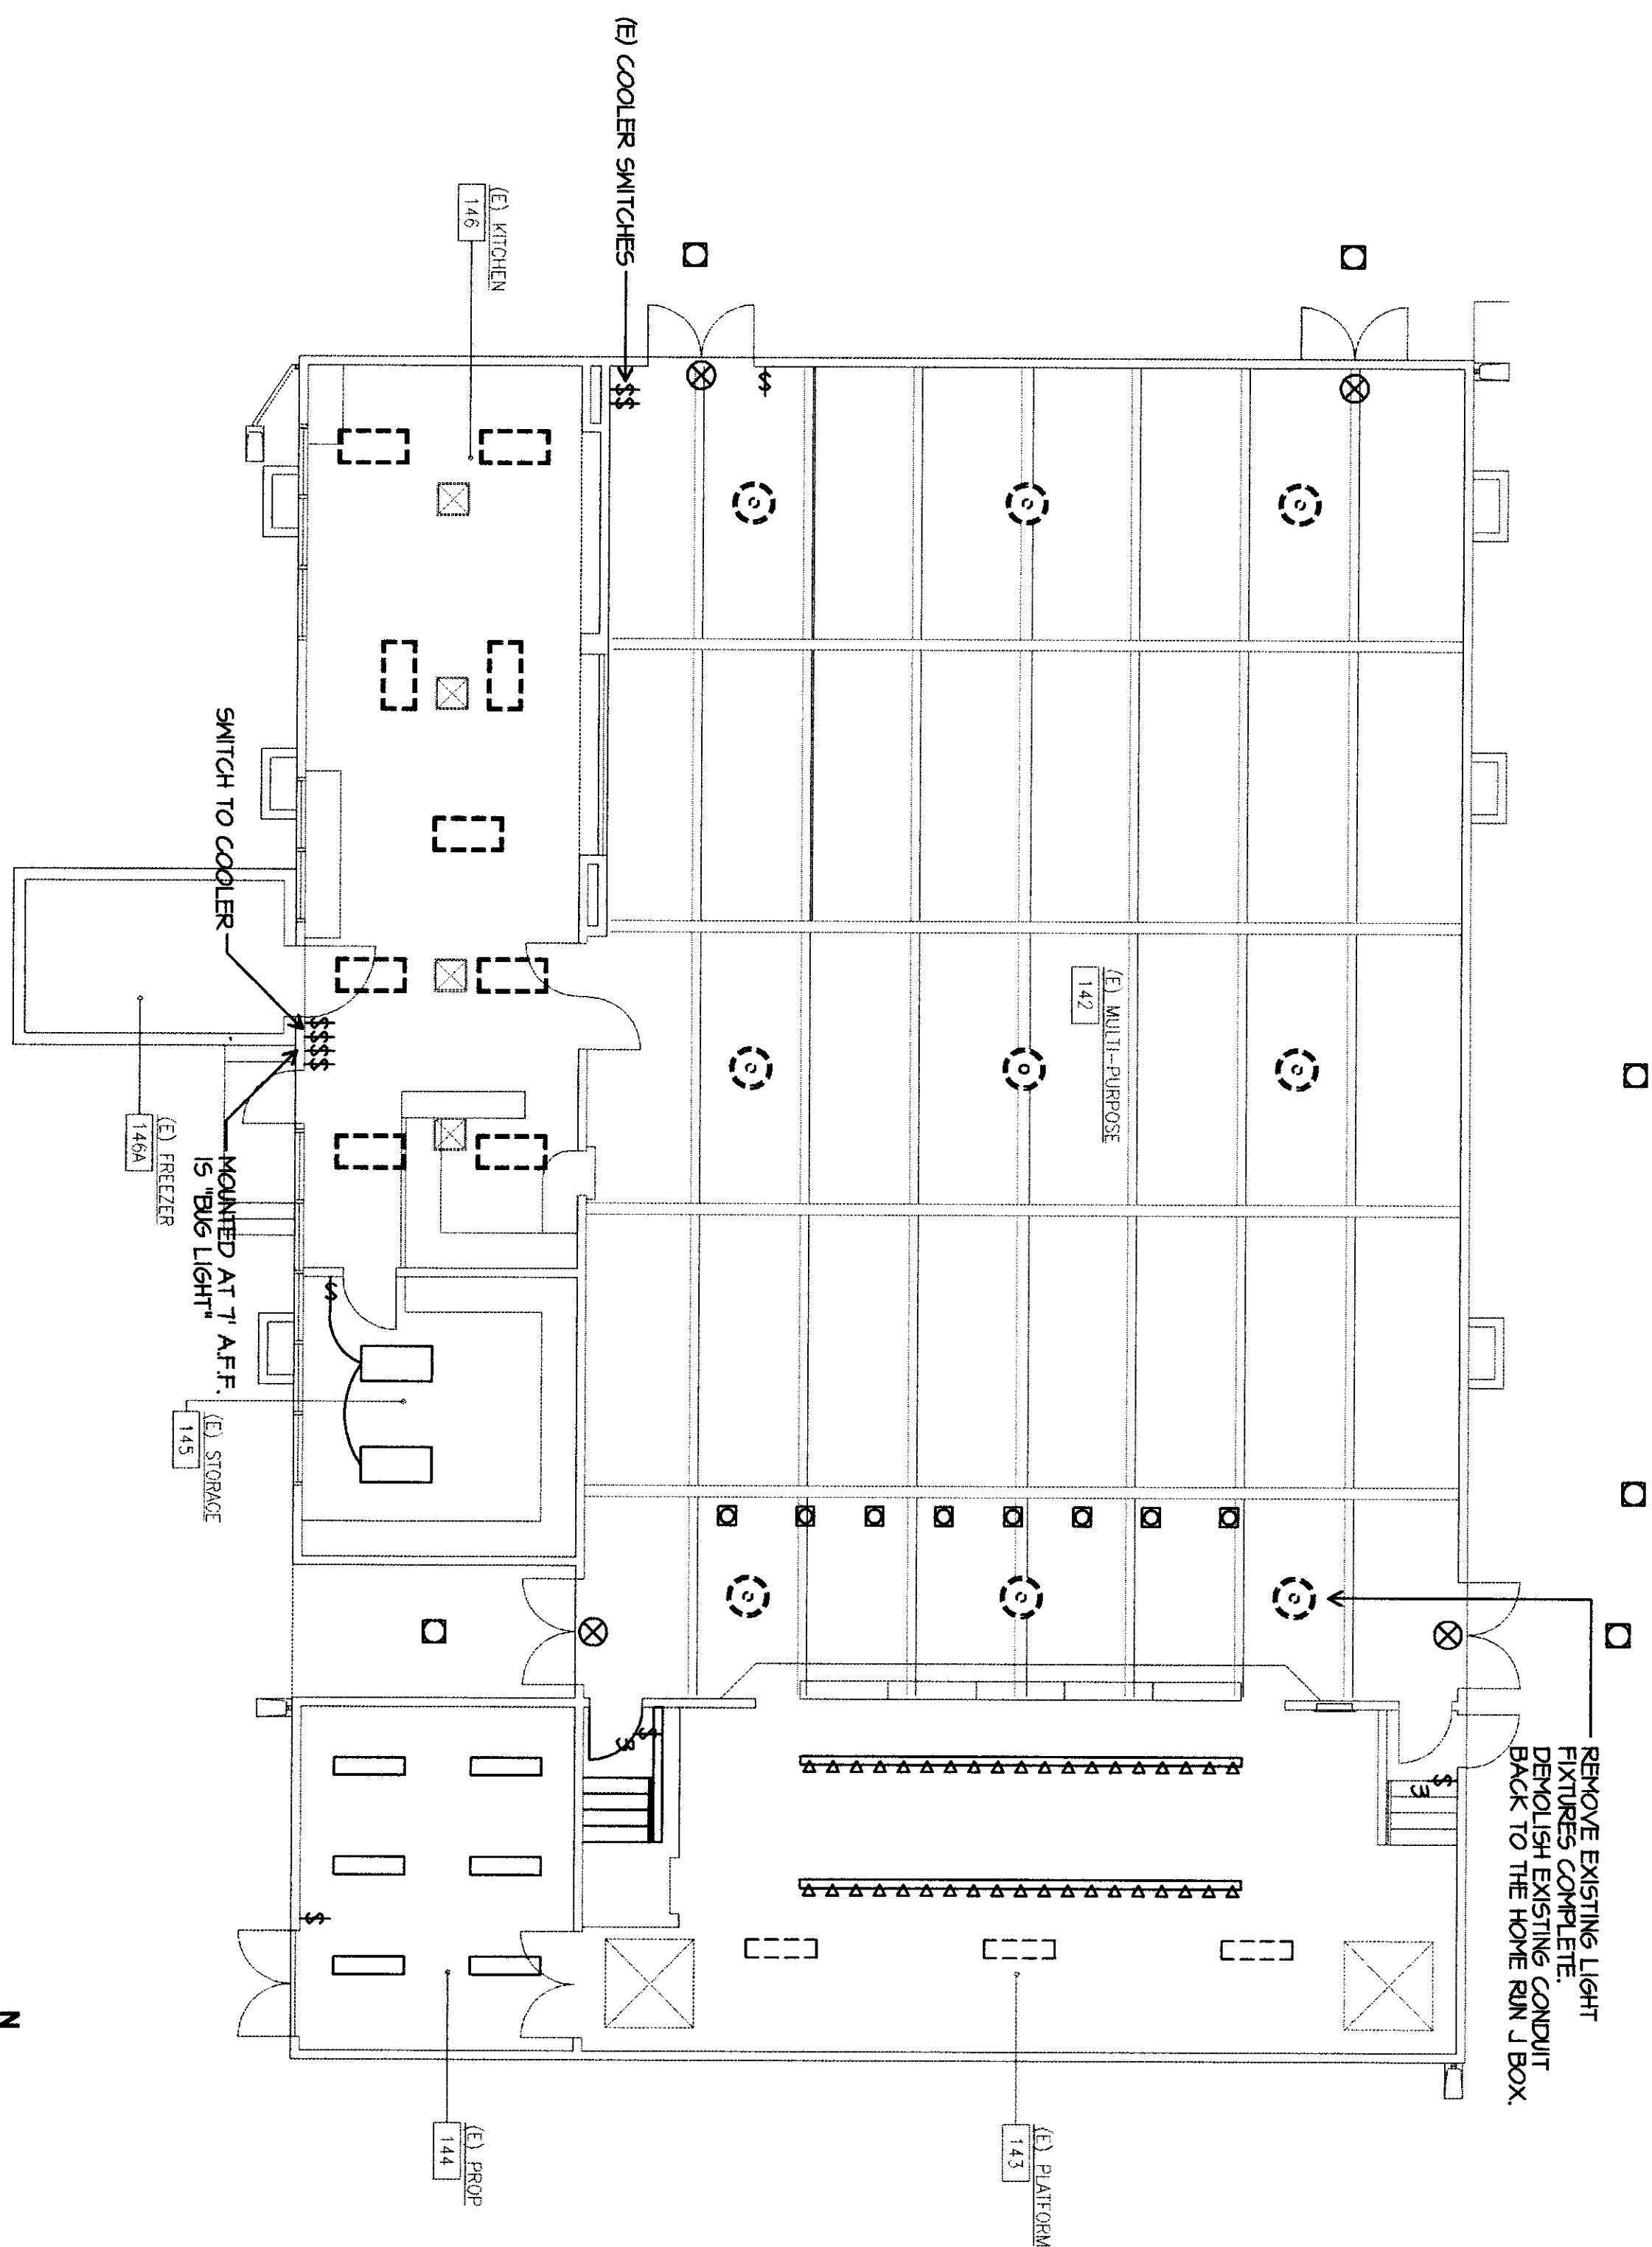 (E) COOLER SWITCHES
(E) KITCHEN
146
SWITCH TO COOLER
MOUNTED AT 7' A.F.F.
IS "BUG LIGHT"
(E) FREEZER
146A
(E) MULTI-PURPOSE
142
(E) STORAGE
145
REMOVE EXISTING LIGHT
FIXTURES COMPLETE.
DEMOLISH EXISTING CONDUIT
BACK TO THE HOME RUN J BOX.
(E) PLATFORM
143
(E) PROP
144
$$
$
$$$$
$
$
3
$
3
$
N